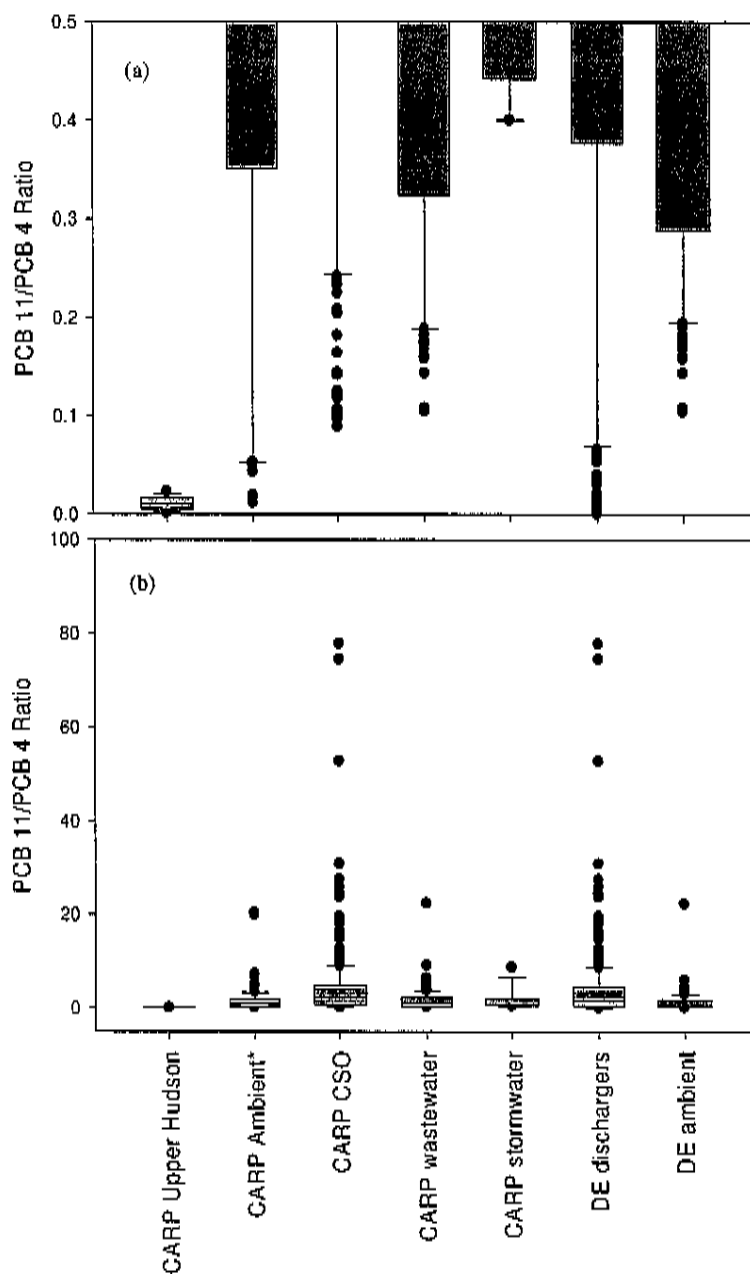 (a)
PCB 11/PCB 4 Ratio
0.5
0.4
0.3
0.2
0.1
0.0
(b)
PCB 11/PCB 4 Ratio
100
80
60
40
20
0
CARP Upper Hudson
CARP Ambient*
CARP CSO
CARP wastewater
CARP stormwater
DE dischargers
DE ambient